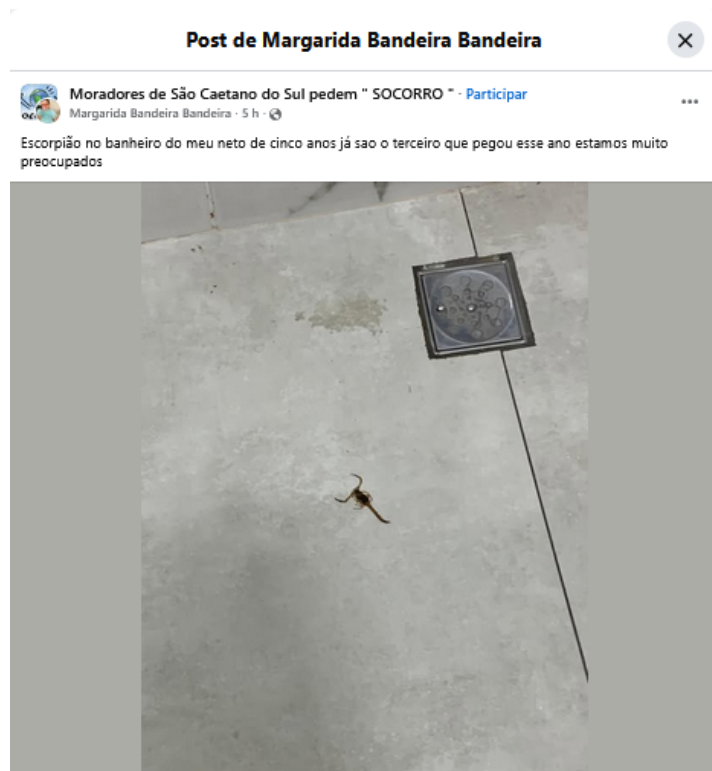 Post de Margarida Bandeira Bandeira
Moradores de São Caetano do Sul pedem " SOCORRO " · Participar
Margarida Bandeira Bandeira · 5 h ·
Escorpião no banheiro do meu neto de cinco anos já sao o terceiro que pegou esse ano estamos muito
preocupados